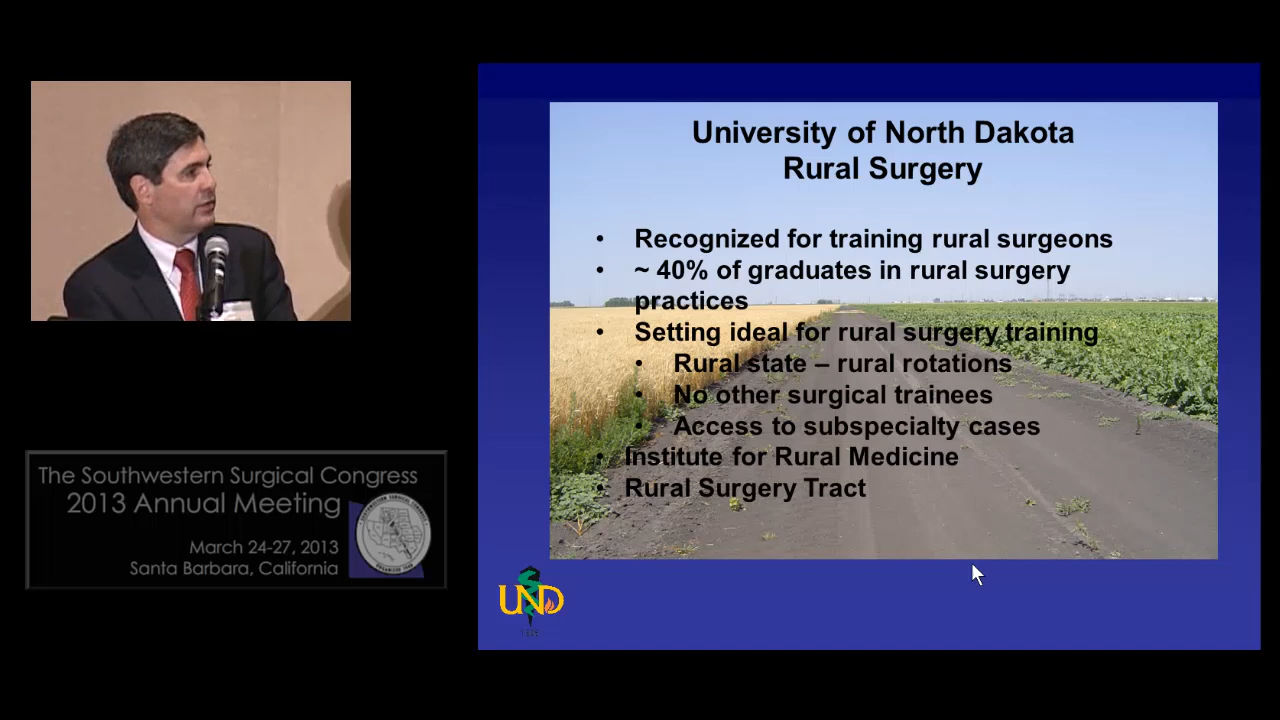 University of North Dakota
Rural Surgery
• Recognized for training rural surgeons
• ~ 40% of graduates in rural surgery
practices
• Setting ideal for rural surgery training
• Rural state – rural rotations
• No other surgical trainees
• Access to subspecialty cases
• Institute for Rural Medicine
• Rural Surgery Tract
UND
The Southwestern Surgical Congress
2013 Annual Meeting
March 24-27, 2013
Santa Barbara, California